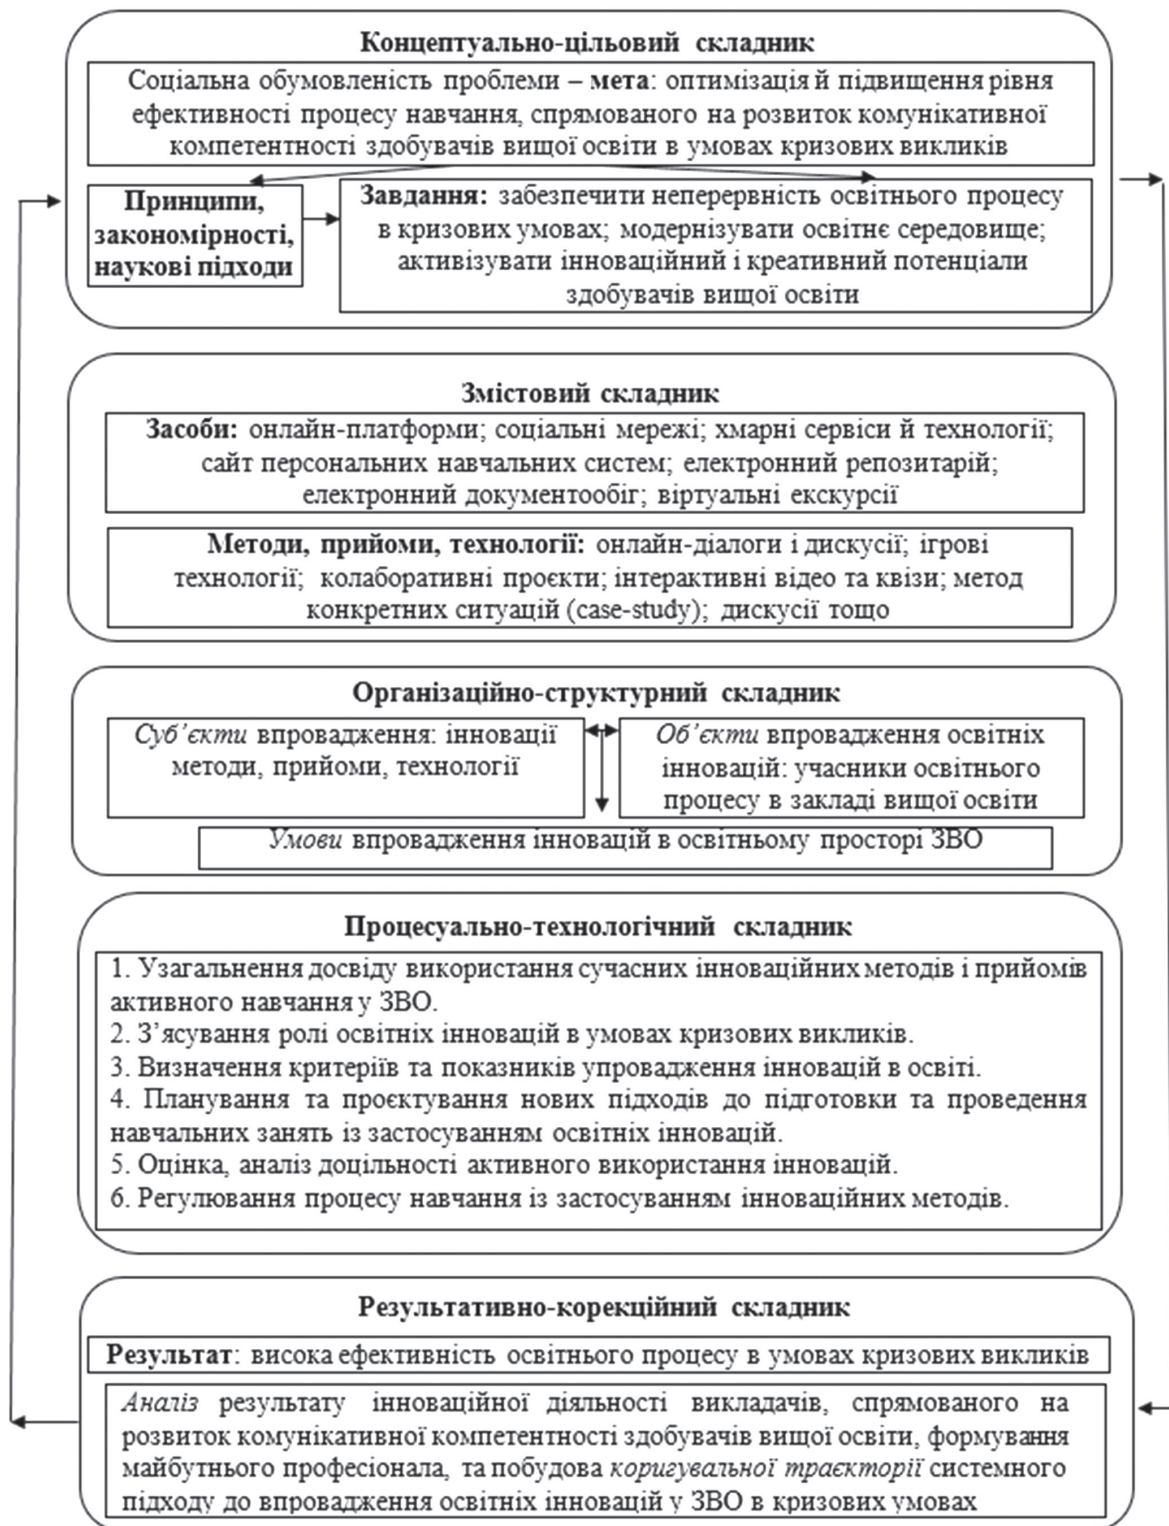 Концептуально-цільовий складник
Соціальна обумовленість проблеми – мета: оптимізація й підвищення рівня
ефективності процесу навчання, спрямованого на розвиток комунікативної
компетентності здобувачів вищої освіти в умовах кризових викликів
Принципи,
закономірності,
наукові підходи
Завдання: забезпечити неперервність освітнього процесу
в кризових умовах; модернізувати освітнє середовище;
активізувати інноваційний і креативний потенціали
здобувачів вищої освіти
Змістовий складник
Засоби: онлайн-платформи; соціальні мережі; хмарні сервіси й технології;
сайт персональних навчальних систем; електронний репозитарій;
електронний документообіг; віртуальні екскурсії
Методи, прийоми, технології: онлайн-діалоги і дискусії; ігрові
технології; колаборативні проєкти; інтерактивні відео та квізи; метод
конкретних ситуацій (case-study); дискусії тощо
Організаційно-структурний складник
Суб’єкти впровадження: інновації
методи, прийоми, технології
Об’єкти впровадження освітніх
інновацій: учасники освітнього
процесу в закладі вищої освіти
Умови впровадження інновацій в освітньому просторі ЗВО
Процесуально-технологічний складник
1. Узагальнення досвіду використання сучасних інноваційних методів і прийомів
активного навчання у ЗВО.
2. З’ясування ролі освітніх інновацій в умовах кризових викликів.
3. Визначення критеріїв та показників упровадження інновацій в освіті.
4. Планування та проєктування нових підходів до підготовки та проведення
навчальних занять із застосуванням освітніх інновацій.
5. Оцінка, аналіз доцільності активного використання інновацій.
6. Регулювання процесу навчання із застосуванням інноваційних методів.
Результативно-корекційний складник
Результат: висока ефективність освітнього процесу в умовах кризових викликів
Аналіз результату інноваційної діяльності викладачів, спрямованого на
розвиток комунікативної компетентності здобувачів вищої освіти, формування
майбутнього професіонала, та побудова коригувальної траєкторії системного
підходу до впровадження освітніх інновацій у ЗВО в кризових умовах